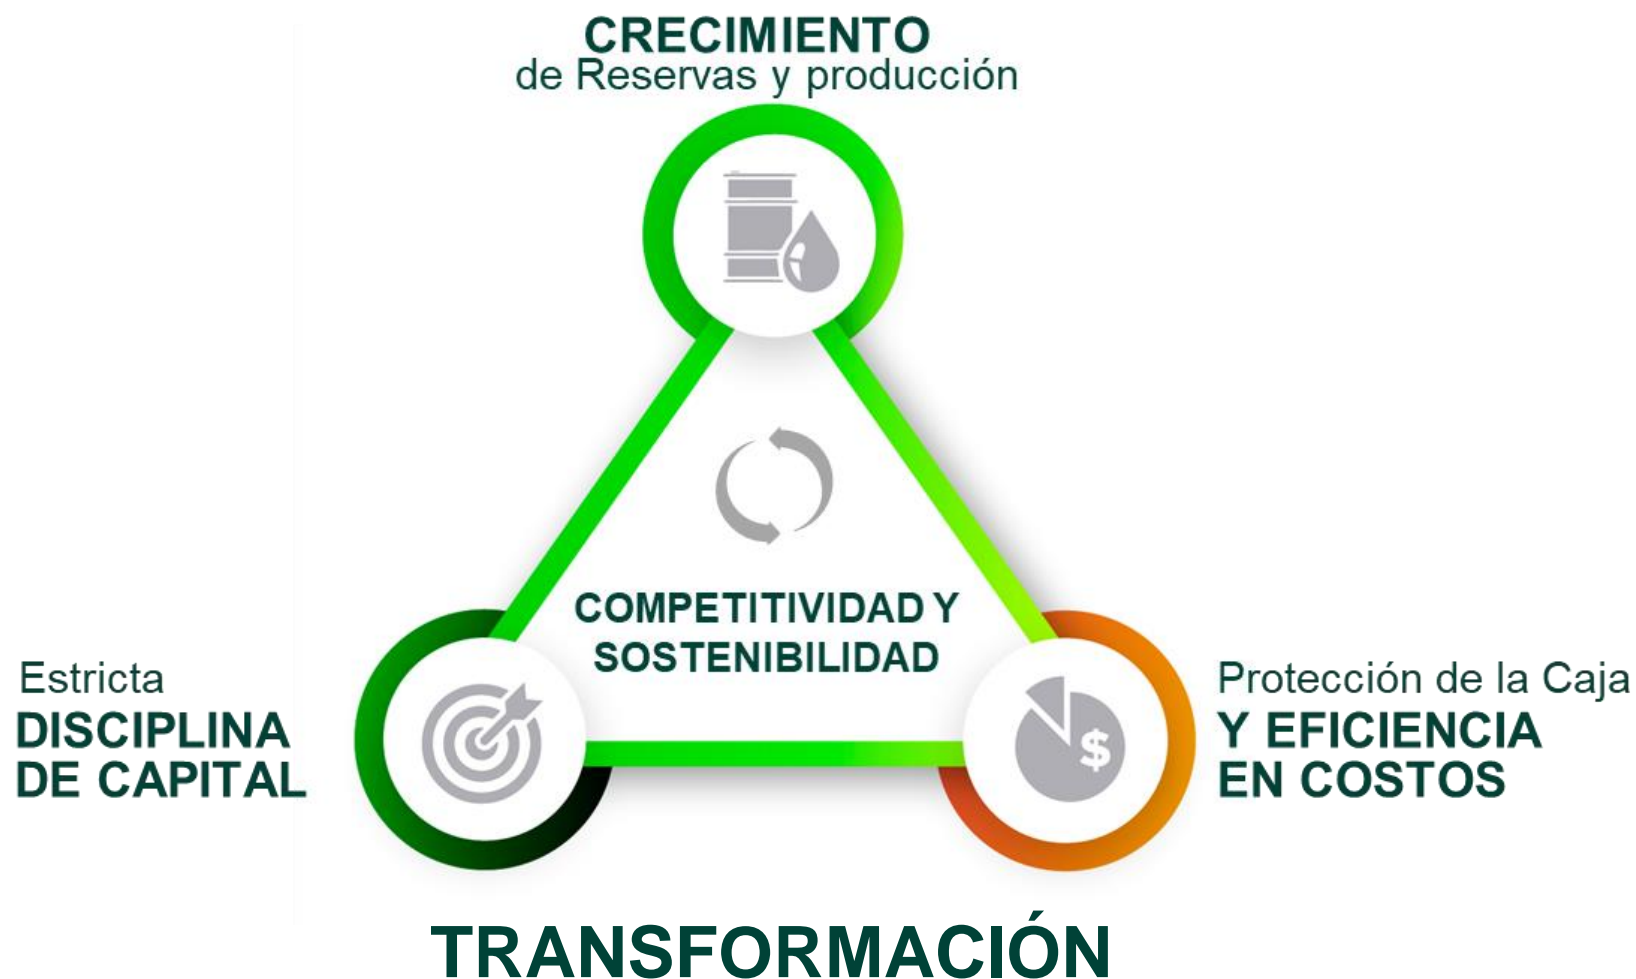 CRECIMIENTO
de Reservas y producción
COMPETITIVIDAD Y
SOSTENIBILIDAD
Estricta
DISCIPLINA
DE CAPITAL
Protección de la Caja
Y EFICIENCIA
EN COSTOS
$
TRANSFORMACIÓN